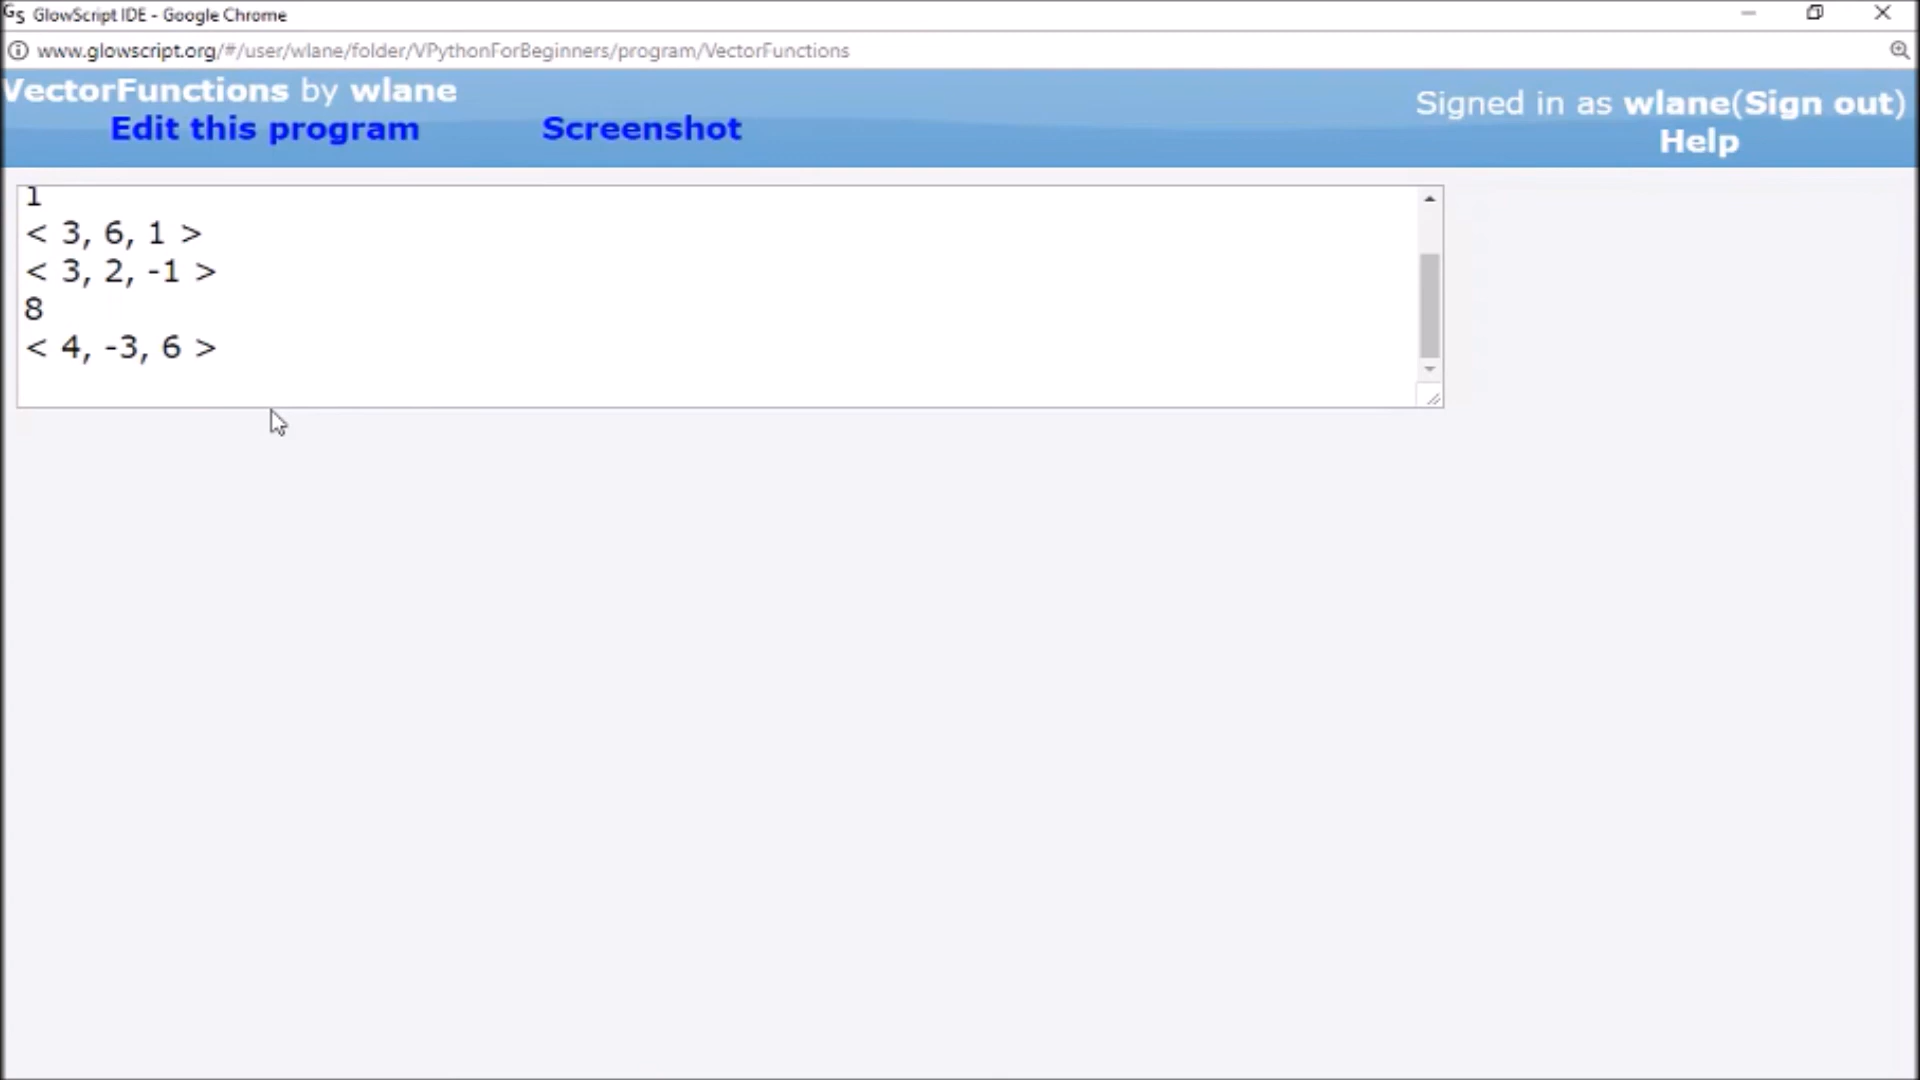 GS GlowScript IDE - Google Chrome
www.glowscript.org/#/user/wlane/folder/VPythonForBeginners/program/VectorFunctions
VectorFunctions by wlane
Signed in as wlane(Sign out)
Edit this program Screenshot
Help
1
< 3, 6, 1 >
< 3, 2, -1 >
8
< 4, -3, 6 >